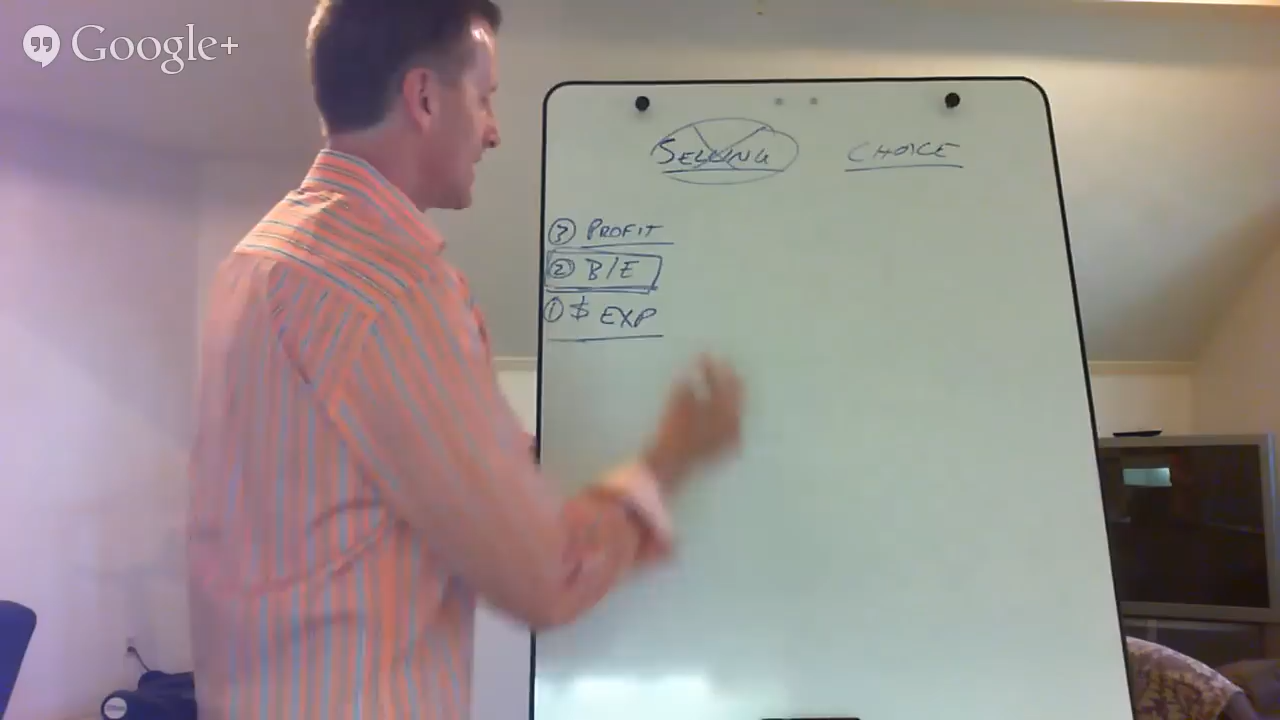 Google+
SELLING CHOICE
③ PROFIT
② B/E
① $ EXP